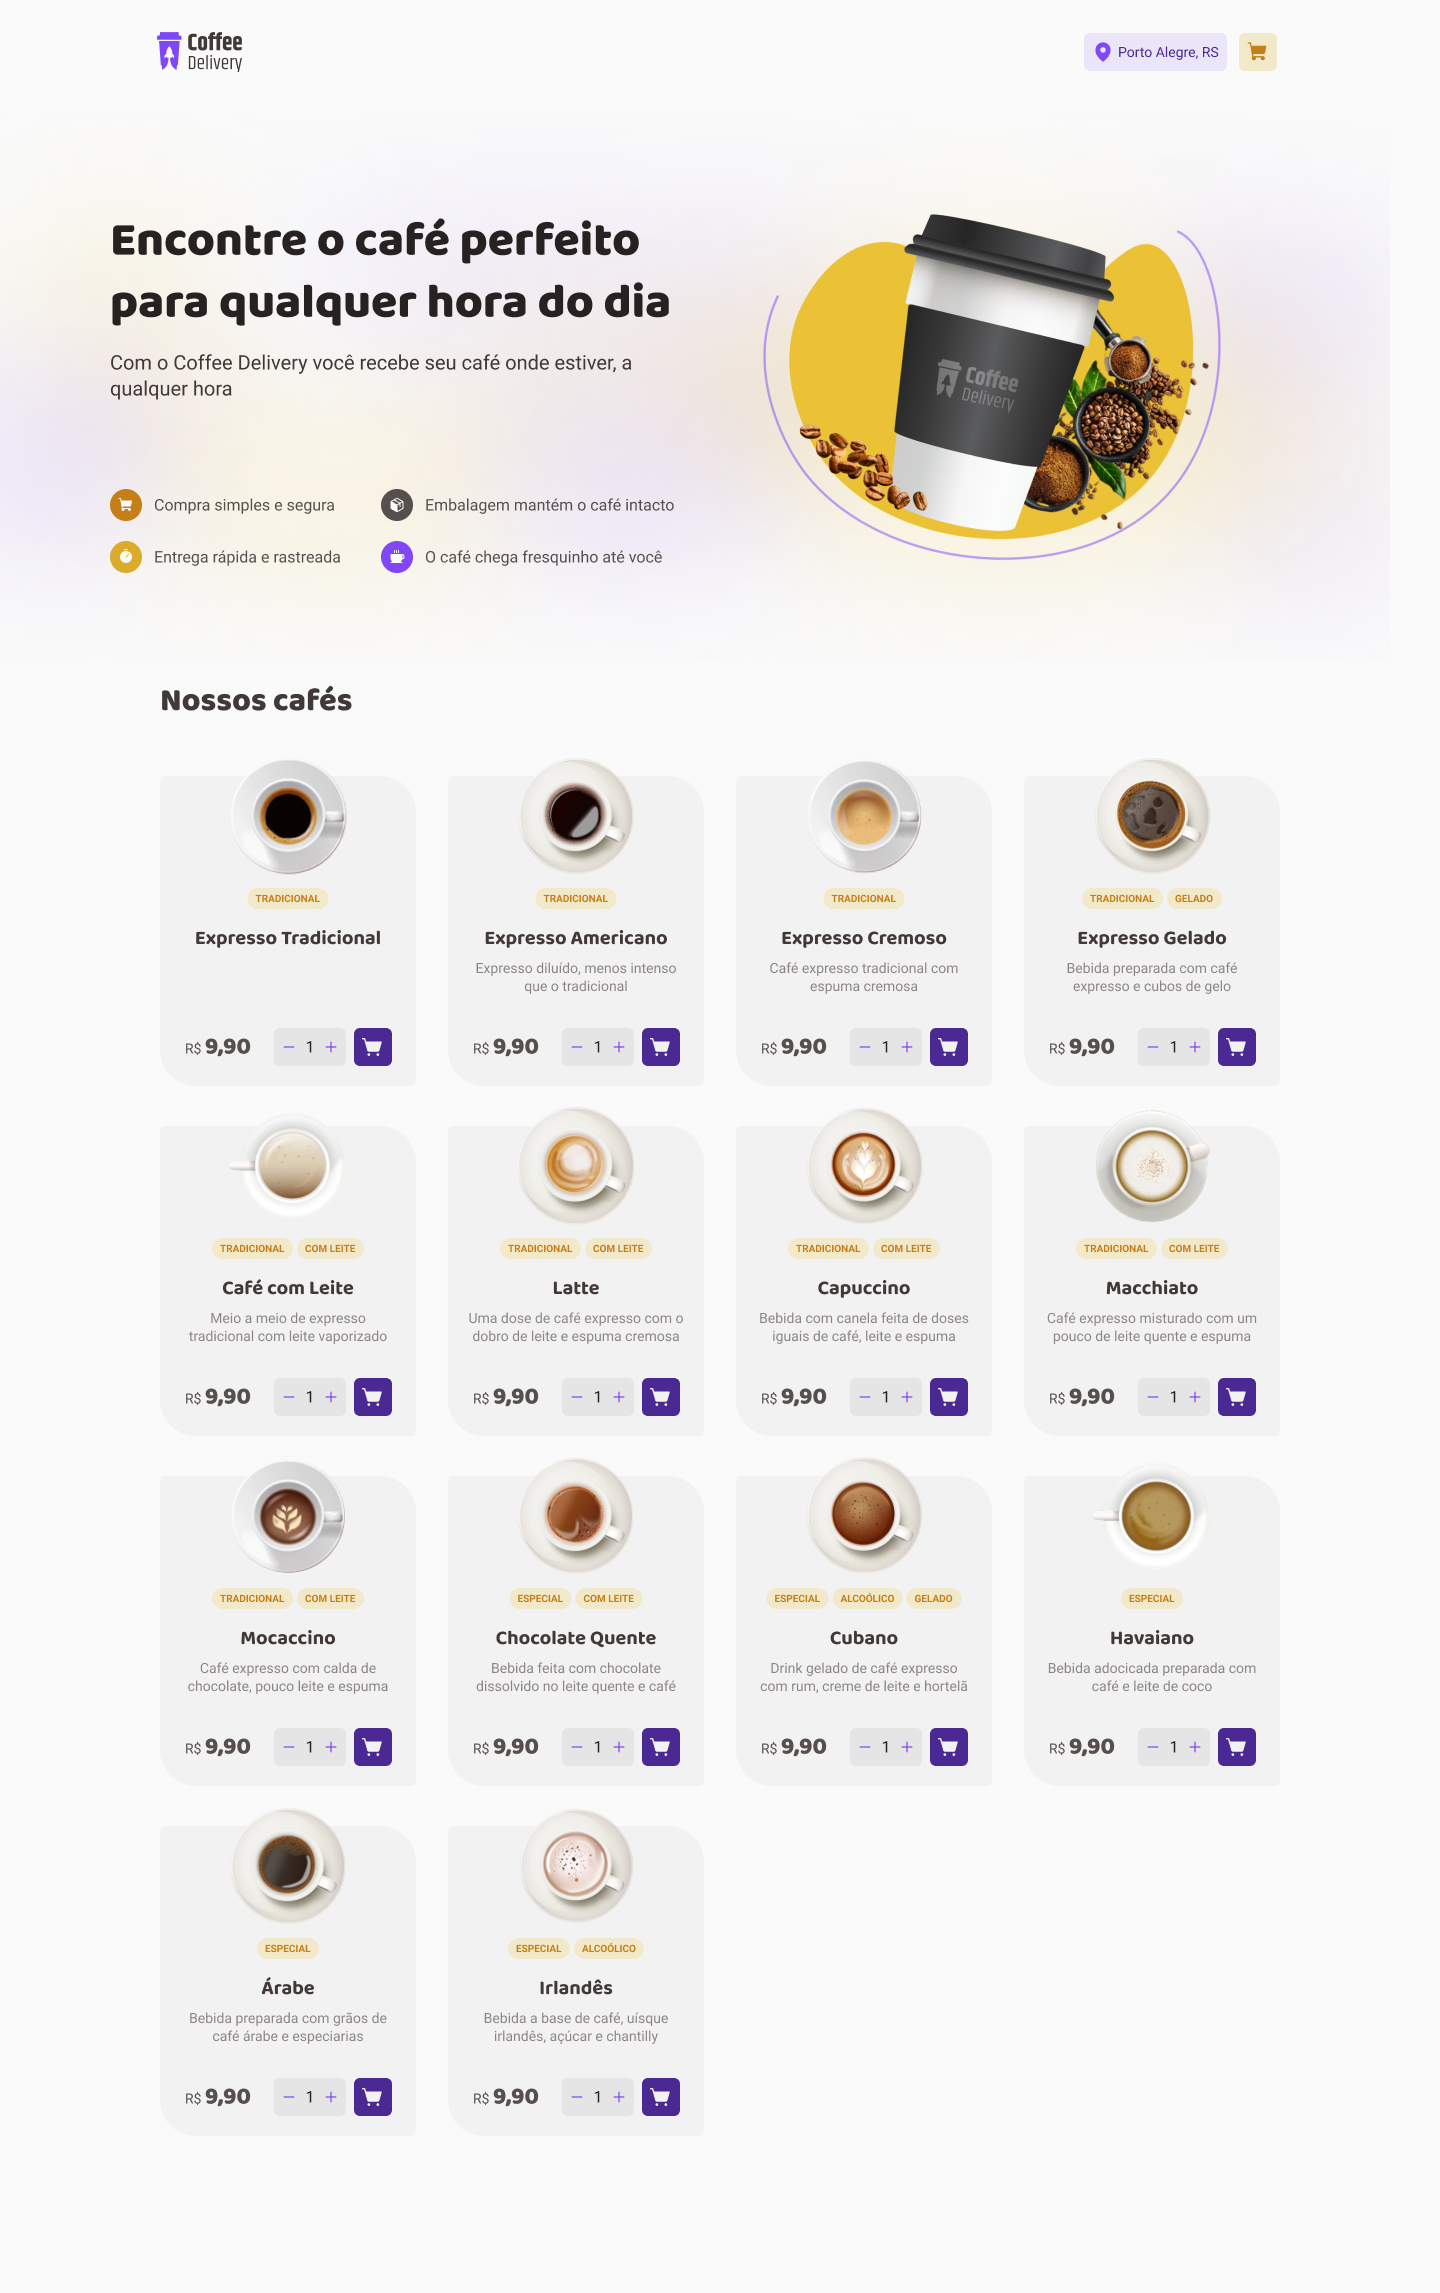 Coffee
Delivery
Porto Alegre, RS
Encontre o café perfeito
para qualquer hora do dia
Com o Coffee Delivery você recebe seu café onde estiver, a
qualquer hora
Coffee
Delivery
Compra simples e segura
Embalagem mantém o café intacto
Entrega rápida e rastreada
O café chega fresquinho até você
Nossos cafés
TRADICIONAL
Expresso Tradicional
R$ 9,90 − 1 +
TRADICIONAL
Expresso Americano
Expresso diluído, menos intenso
que o tradicional
R$ 9,90 − 1 +
TRADICIONAL
Expresso Cremoso
Café expresso tradicional com
espuma cremosa
R$ 9,90 − 1 +
TRADICIONAL GELADO
Expresso Gelado
Bebida preparada com café
expresso e cubos de gelo
R$ 9,90 − 1 +
TRADICIONAL COM LEITE
Café com Leite
Meio a meio de expresso
tradicional com leite vaporizado
R$ 9,90 − 1 +
TRADICIONAL COM LEITE
Latte
Uma dose de café expresso com o
dobro de leite e espuma cremosa
R$ 9,90 − 1 +
TRADICIONAL COM LEITE
Capuccino
Bebida com canela feita de doses
iguais de café, leite e espuma
R$ 9,90 − 1 +
TRADICIONAL COM LEITE
Macchiato
Café expresso misturado com um
pouco de leite quente e espuma
R$ 9,90 − 1 +
TRADICIONAL COM LEITE
Mocaccino
Café expresso com calda de
chocolate, pouco leite e espuma
R$ 9,90 − 1 +
ESPECIAL COM LEITE
Chocolate Quente
Bebida feita com chocolate
dissolvido no leite quente e café
R$ 9,90 − 1 +
ESPECIAL ALCOÓLICO GELADO
Cubano
Drink gelado de café expresso
com rum, creme de leite e hortelã
R$ 9,90 − 1 +
ESPECIAL
Havaiano
Bebida adocicada preparada com
café e leite de coco
R$ 9,90 − 1 +
ESPECIAL
Árabe
Bebida preparada com grãos de
café árabe e especiarias
R$ 9,90 − 1 +
ESPECIAL ALCOÓLICO
Irlandês
Bebida a base de café, uísque
irlandês, açúcar e chantilly
R$ 9,90 − 1 +